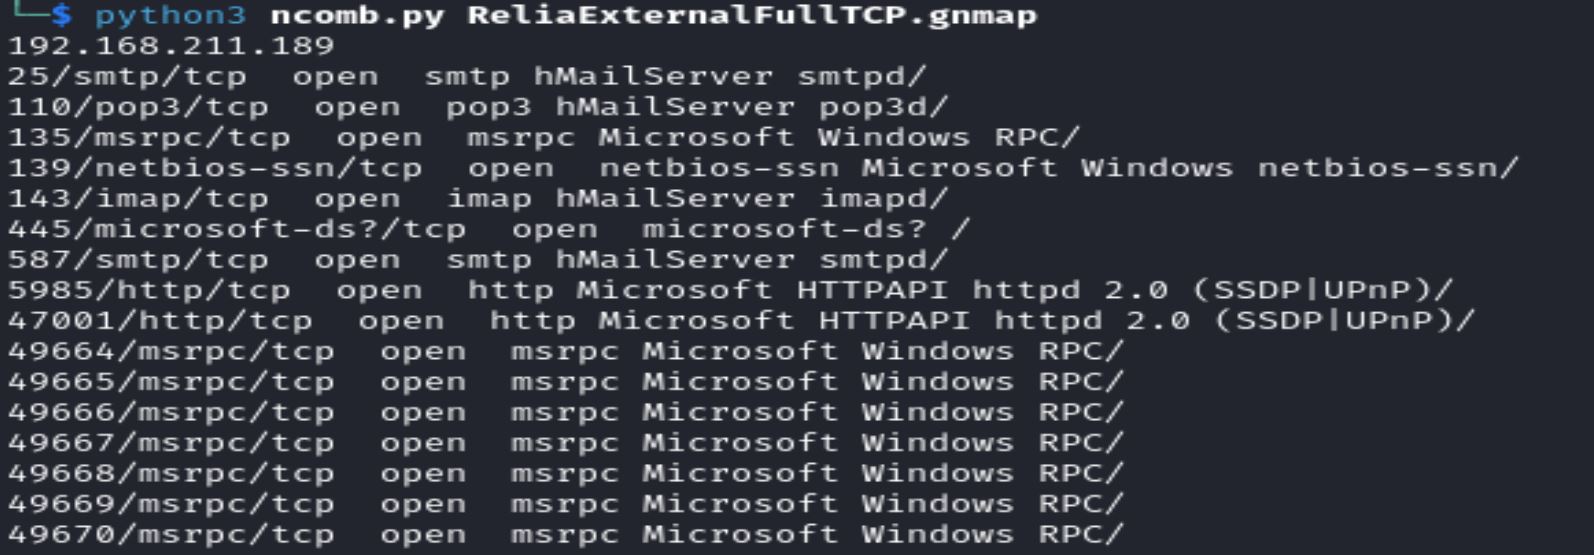 └─$ python3 ncomb.py ReliaExternalFullTCP.gnmap
192.168.211.189
25/smtp/tcp  open  smtp hMailServer smtpd/
110/pop3/tcp  open  pop3 hMailServer pop3d/
135/msrpc/tcp  open  msrpc Microsoft Windows RPC/
139/netbios-ssn/tcp  open  netbios-ssn Microsoft Windows netbios-ssn/
143/imap/tcp  open  imap hMailServer imapd/
445/microsoft-ds?/tcp  open  microsoft-ds? /
587/smtp/tcp  open  smtp hMailServer smtpd/
5985/http/tcp  open  http Microsoft HTTPAPI httpd 2.0 (SSDP|UPnP)/
47001/http/tcp  open  http Microsoft HTTPAPI httpd 2.0 (SSDP|UPnP)/
49664/msrpc/tcp  open  msrpc Microsoft Windows RPC/
49665/msrpc/tcp  open  msrpc Microsoft Windows RPC/
49666/msrpc/tcp  open  msrpc Microsoft Windows RPC/
49667/msrpc/tcp  open  msrpc Microsoft Windows RPC/
49668/msrpc/tcp  open  msrpc Microsoft Windows RPC/
49669/msrpc/tcp  open  msrpc Microsoft Windows RPC/
49670/msrpc/tcp  open  msrpc Microsoft Windows RPC/